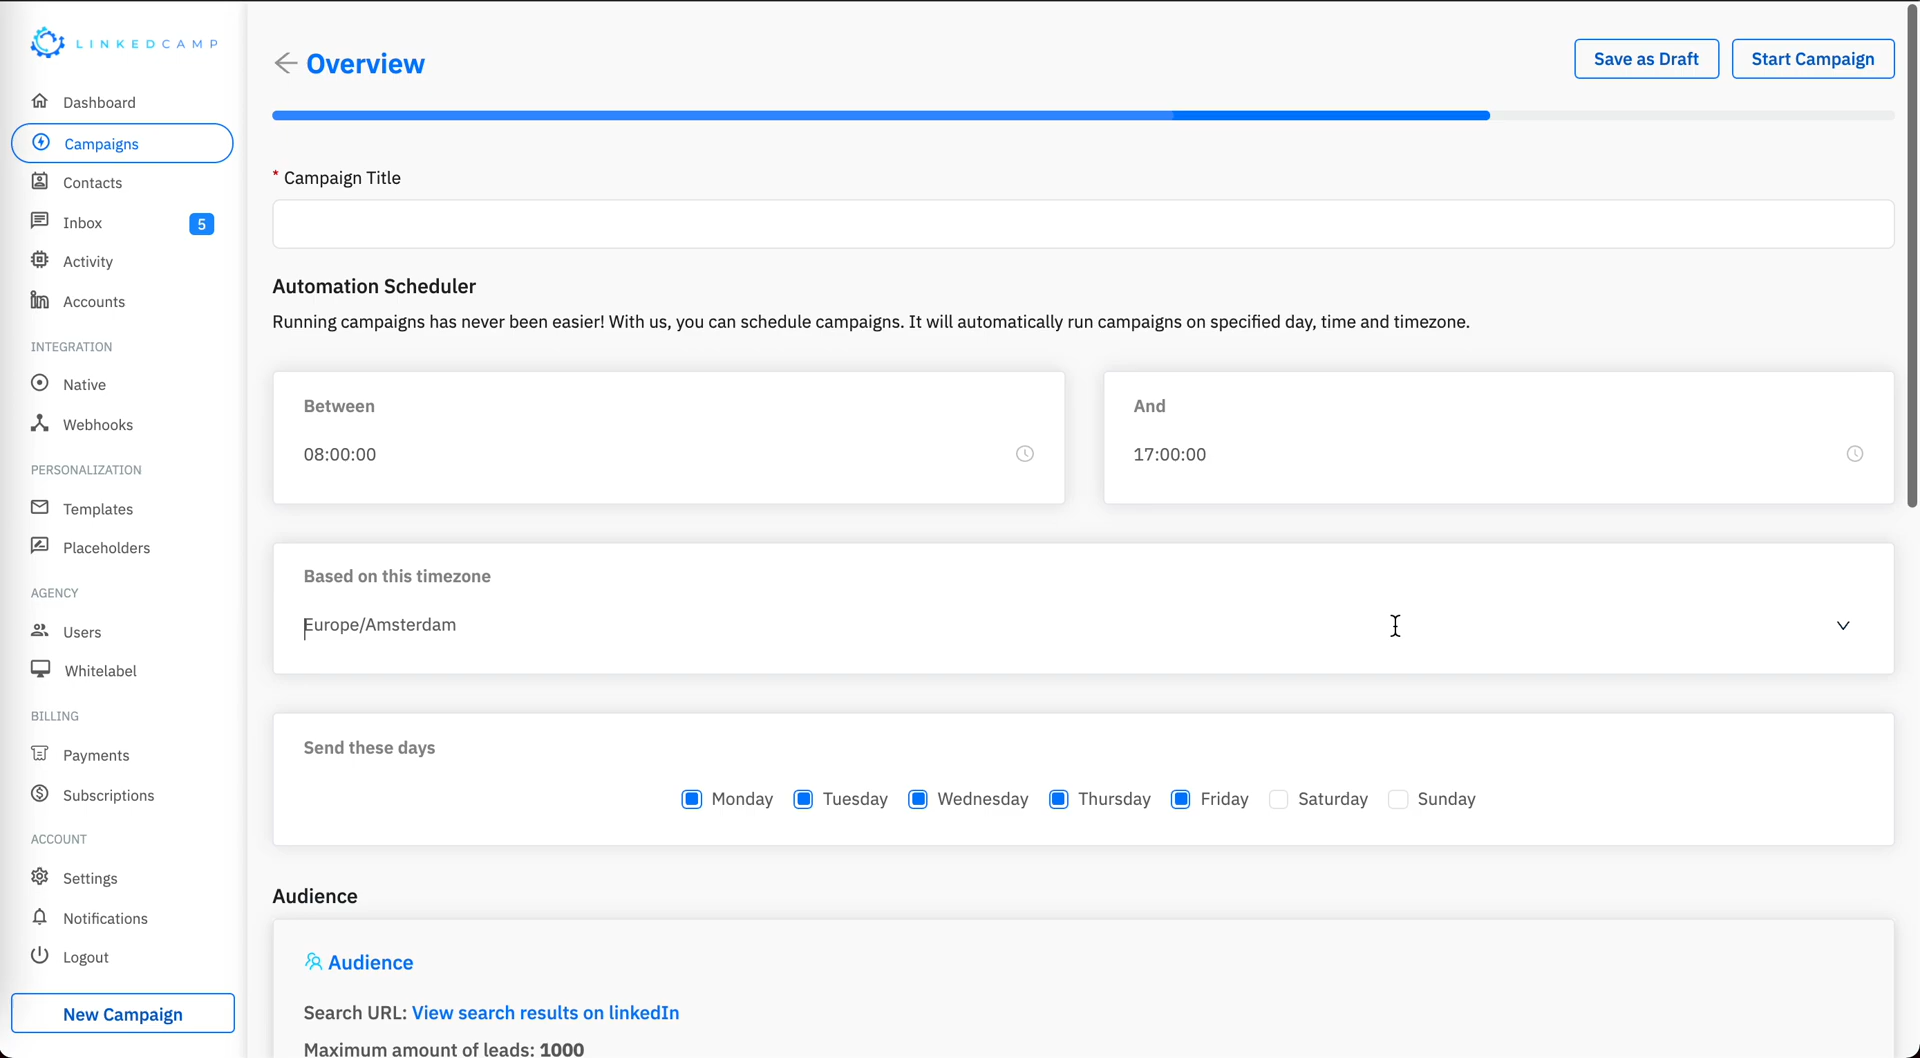 LINKEDCAMP
Dashboard
Campaigns
Contacts
Inbox 5
Activity
Accounts
INTEGRATION
Native
Webhooks
PERSONALIZATION
Templates
Placeholders
AGENCY
Users
Whitelabel
BILLING
Payments
Subscriptions
ACCOUNT
Settings
Notifications
Logout
New Campaign
Overview
Save as Draft
Start Campaign
* Campaign Title
Automation Scheduler
Running campaigns has never been easier! With us, you can schedule campaigns. It will automatically run campaigns on specified day, time and timezone.
Between
08:00:00
And
17:00:00
Based on this timezone
Europe/Amsterdam
Send these days
Monday Tuesday Wednesday Thursday Friday Saturday Sunday
Audience
Audience
Search URL: View search results on linkedIn
Maximum amount of leads: 1000